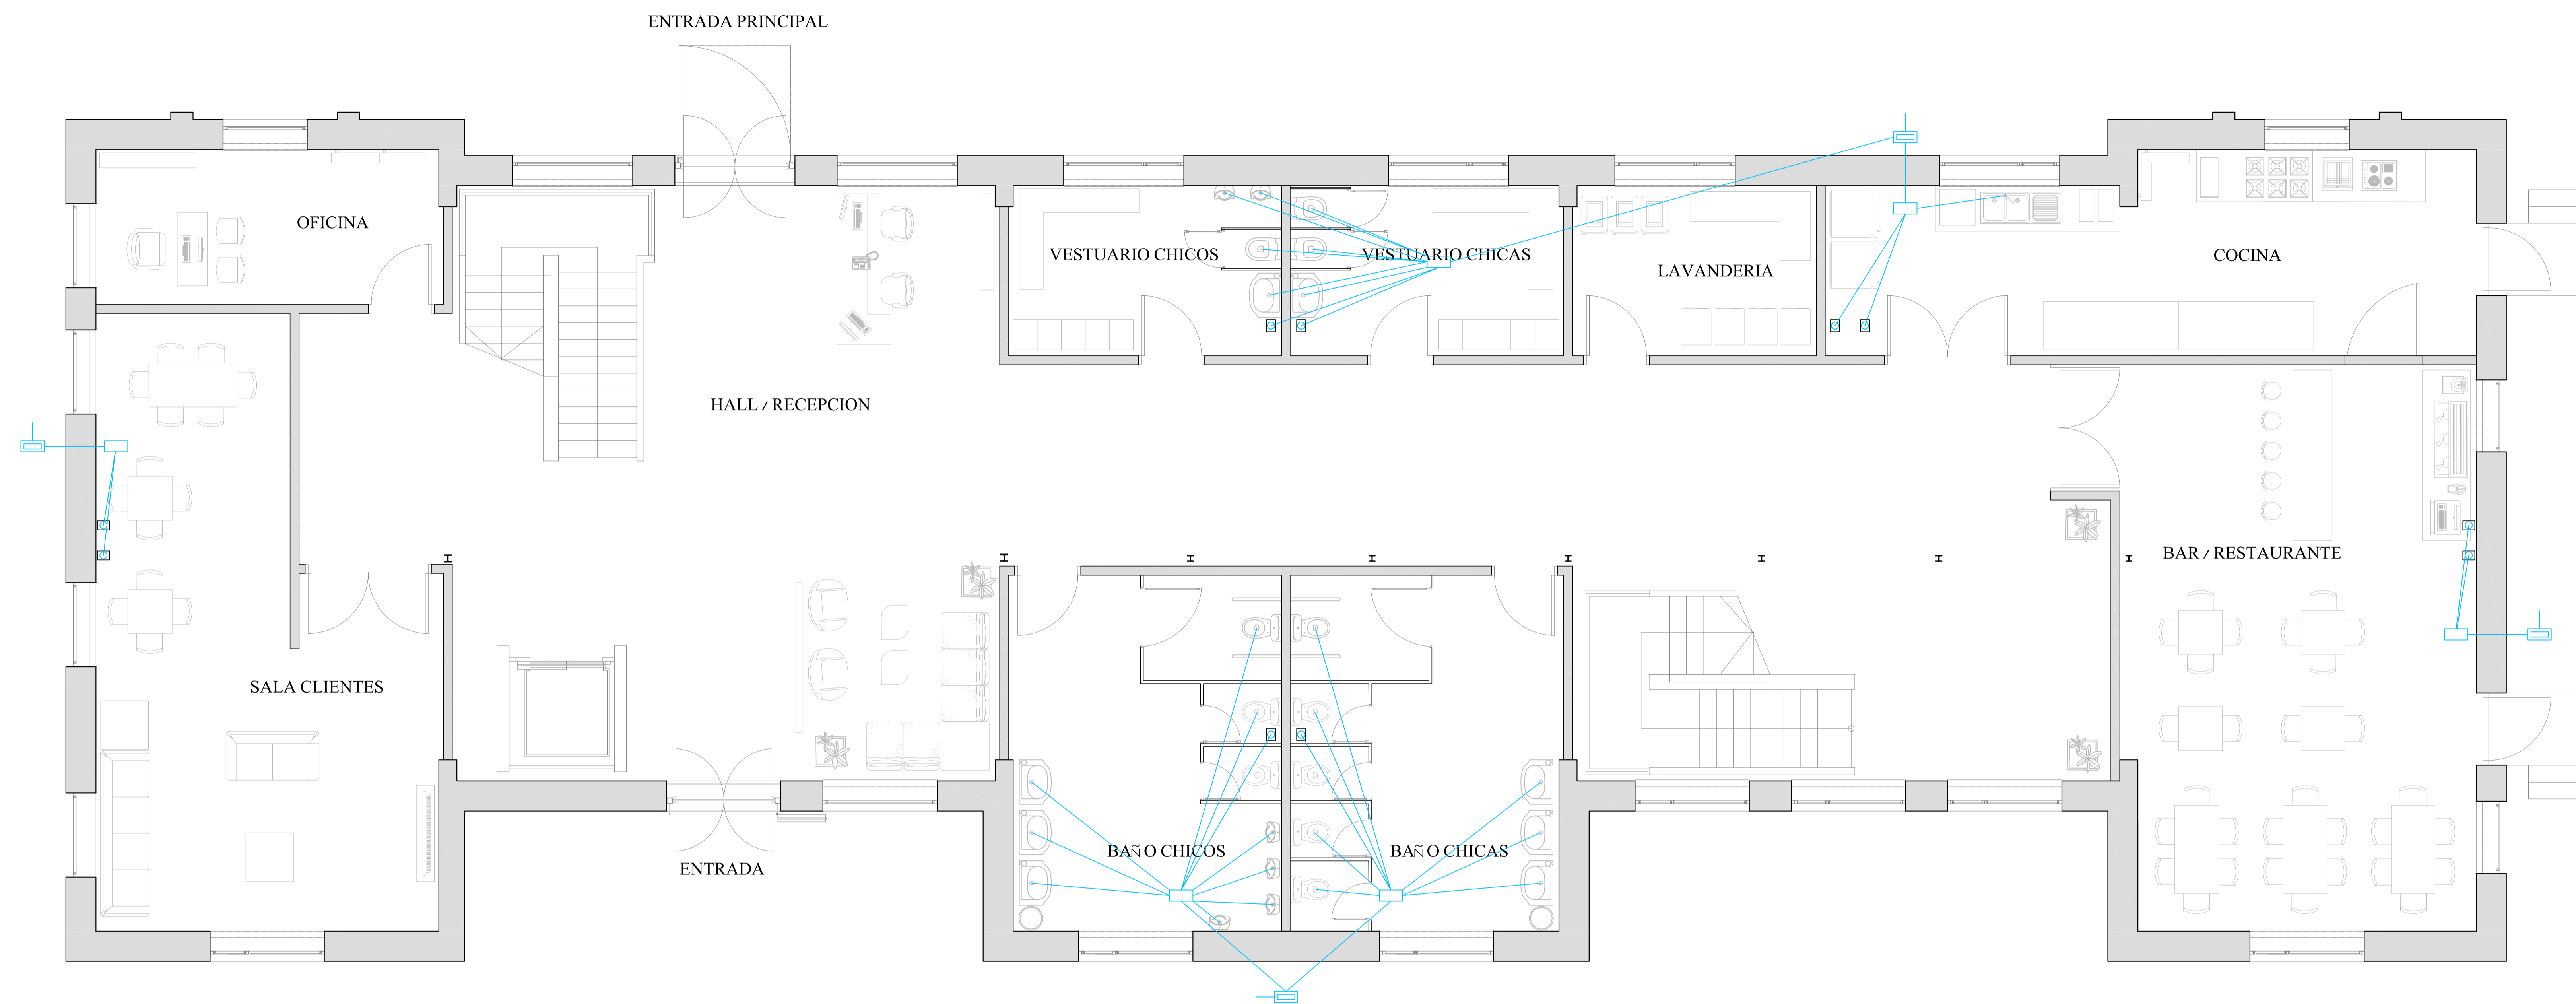 ENTRADA PRINCIPAL
OFICINA
VESTUARIO CHICOS
VESTUARIO CHICAS
LAVANDERIA
COCINA
HALL / RECEPCION
BAR / RESTAURANTE
SALA CLIENTES
BAÑO CHICOS
BAÑO CHICAS
ENTRADA